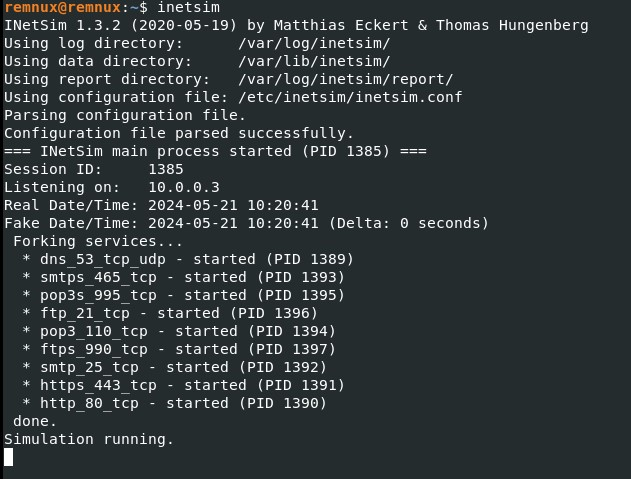 remnux@remnux:~$ inetsim
INetSim 1.3.2 (2020-05-19) by Matthias Eckert & Thomas Hungenberg
Using log directory:      /var/log/inetsim/
Using data directory:     /var/lib/inetsim/
Using report directory:   /var/log/inetsim/report/
Using configuration file: /etc/inetsim/inetsim.conf
Parsing configuration file.
Configuration file parsed successfully.
=== INetSim main process started (PID 1385) ===
Session ID:     1385
Listening on:   10.0.0.3
Real Date/Time: 2024-05-21 10:20:41
Fake Date/Time: 2024-05-21 10:20:41 (Delta: 0 seconds)
 Forking services...
  * dns_53_tcp_udp - started (PID 1389)
  * smtps_465_tcp - started (PID 1393)
  * pop3s_995_tcp - started (PID 1395)
  * ftp_21_tcp - started (PID 1396)
  * pop3_110_tcp - started (PID 1394)
  * ftps_990_tcp - started (PID 1397)
  * smtp_25_tcp - started (PID 1392)
  * https_443_tcp - started (PID 1391)
  * http_80_tcp - started (PID 1390)
 done.
Simulation running.